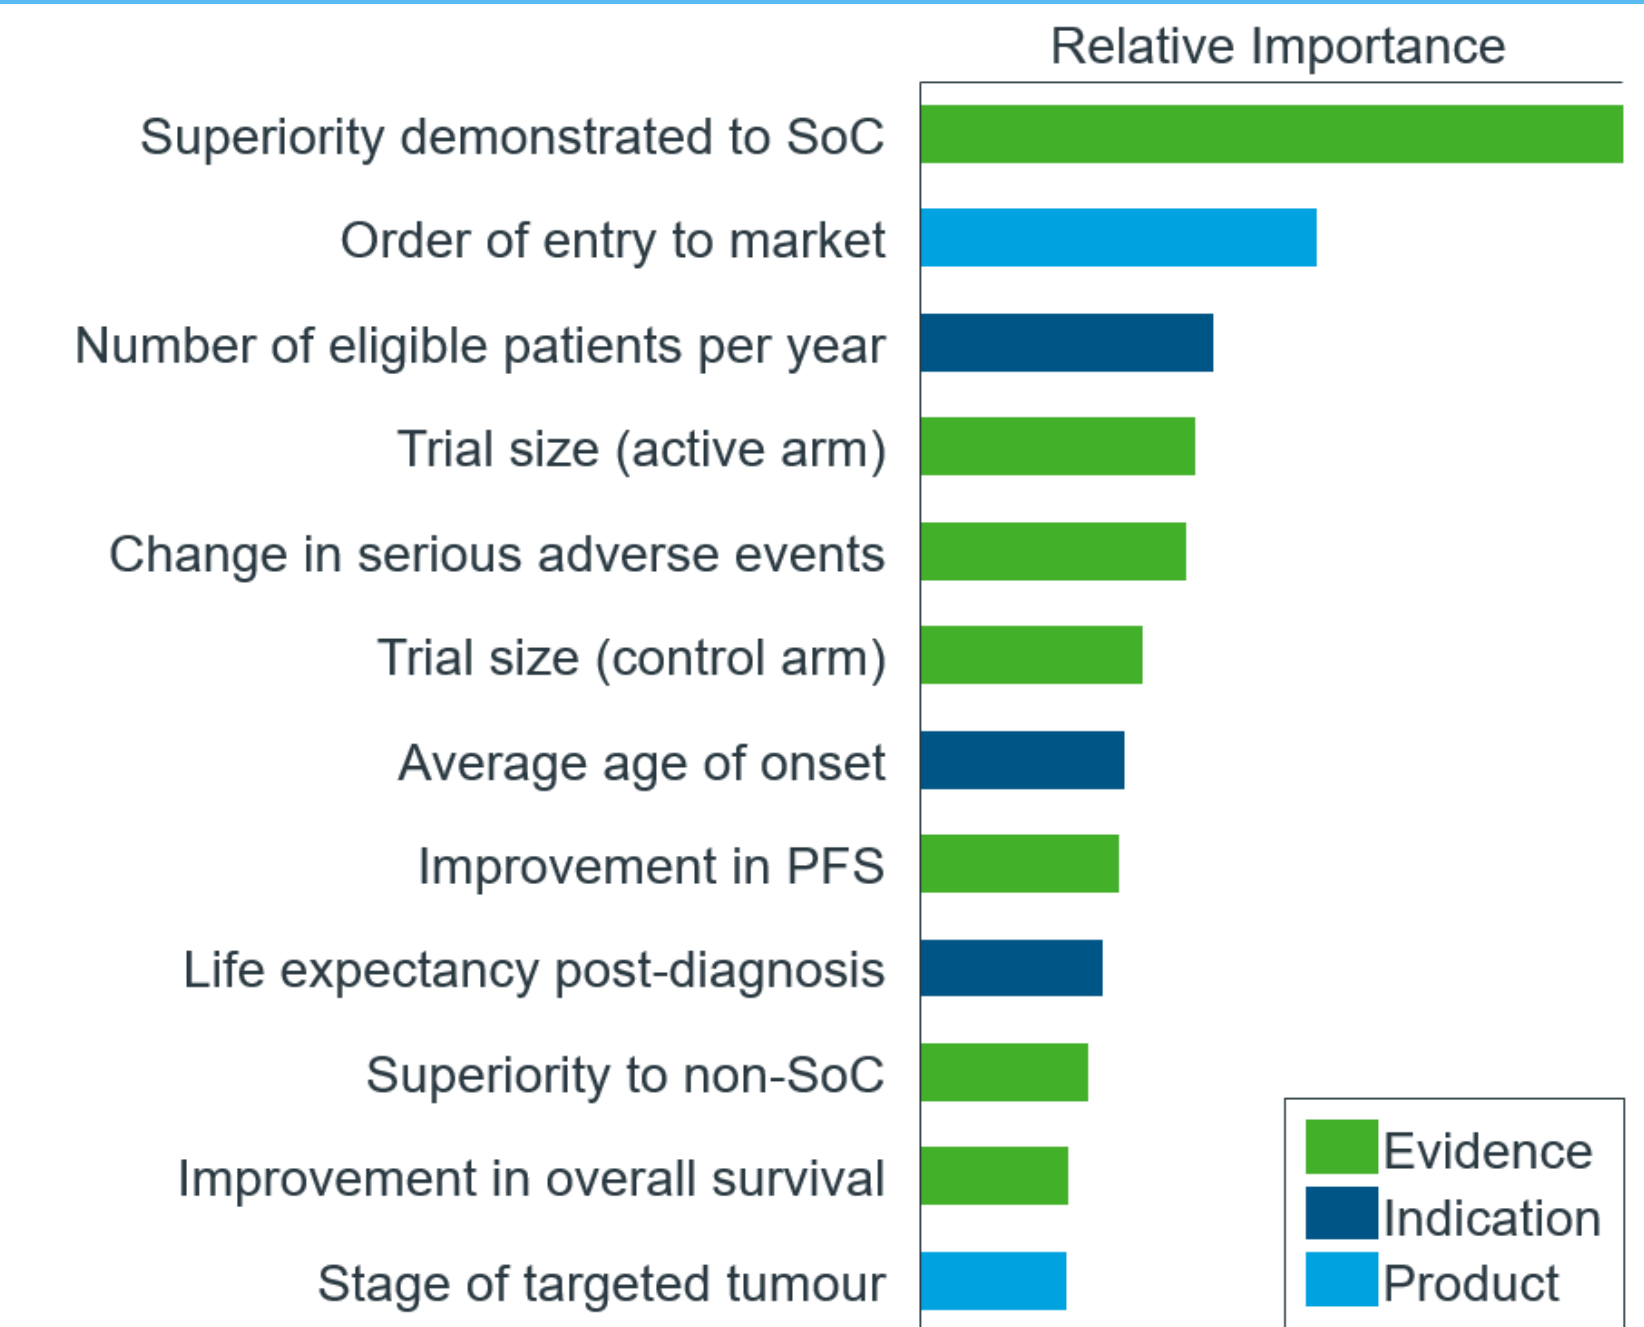 Relative Importance
Superiority demonstrated to SoC
Order of entry to market
Number of eligible patients per year
Trial size (active arm)
Change in serious adverse events
Trial size (control arm)
Average age of onset
Improvement in PFS
Life expectancy post-diagnosis
Superiority to non-SoC
Improvement in overall survival
Stage of targeted tumour
Evidence
Indication
Product